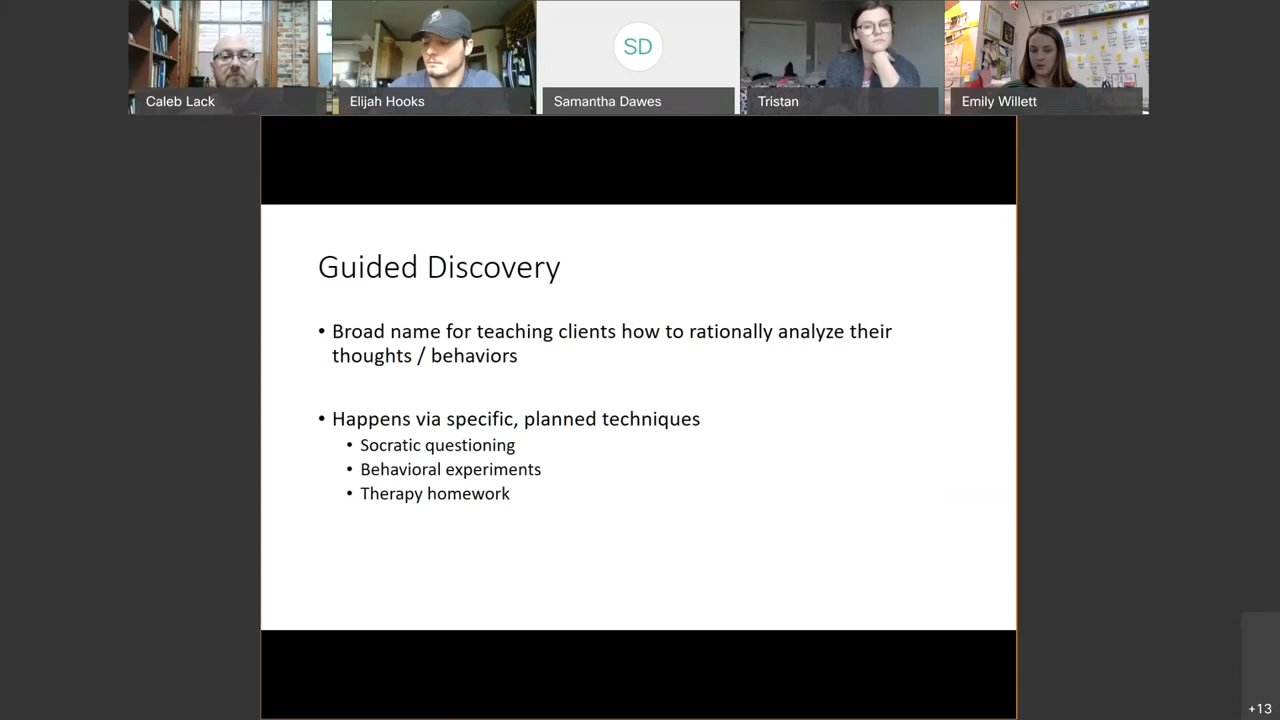 Caleb Lack
Elijah Hooks
SD
Samantha Dawes
Tristan
Emily Willett
Guided Discovery
• Broad name for teaching clients how to rationally analyze their
thoughts / behaviors
• Happens via specific, planned techniques
• Socratic questioning
• Behavioral experiments
• Therapy homework
+13